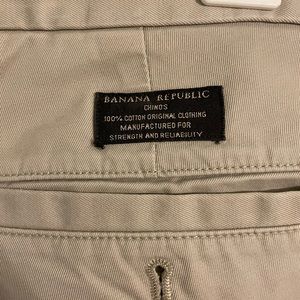 BANANA REPUBLIC
CHINOS
100% COTTON ORIGINAL CLOTHING
MANUFACTURED FOR
STRENGTH AND RELIABILITY